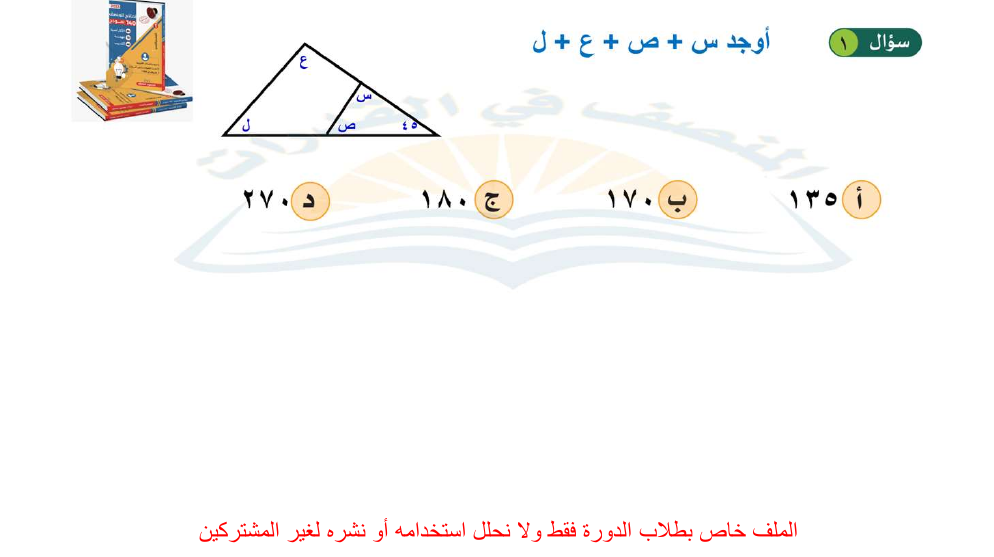 سؤال ١
أوجد س + ص + ع + ل
ع
س
ل
ص
٤٥
أ ١٣٥
ب ١٧٠
ج ١٨٠
د ٢٧٠
الملف خاص بطلاب الدورة فقط ولا نحلل استخدامه أو نشره لغير المشتركين